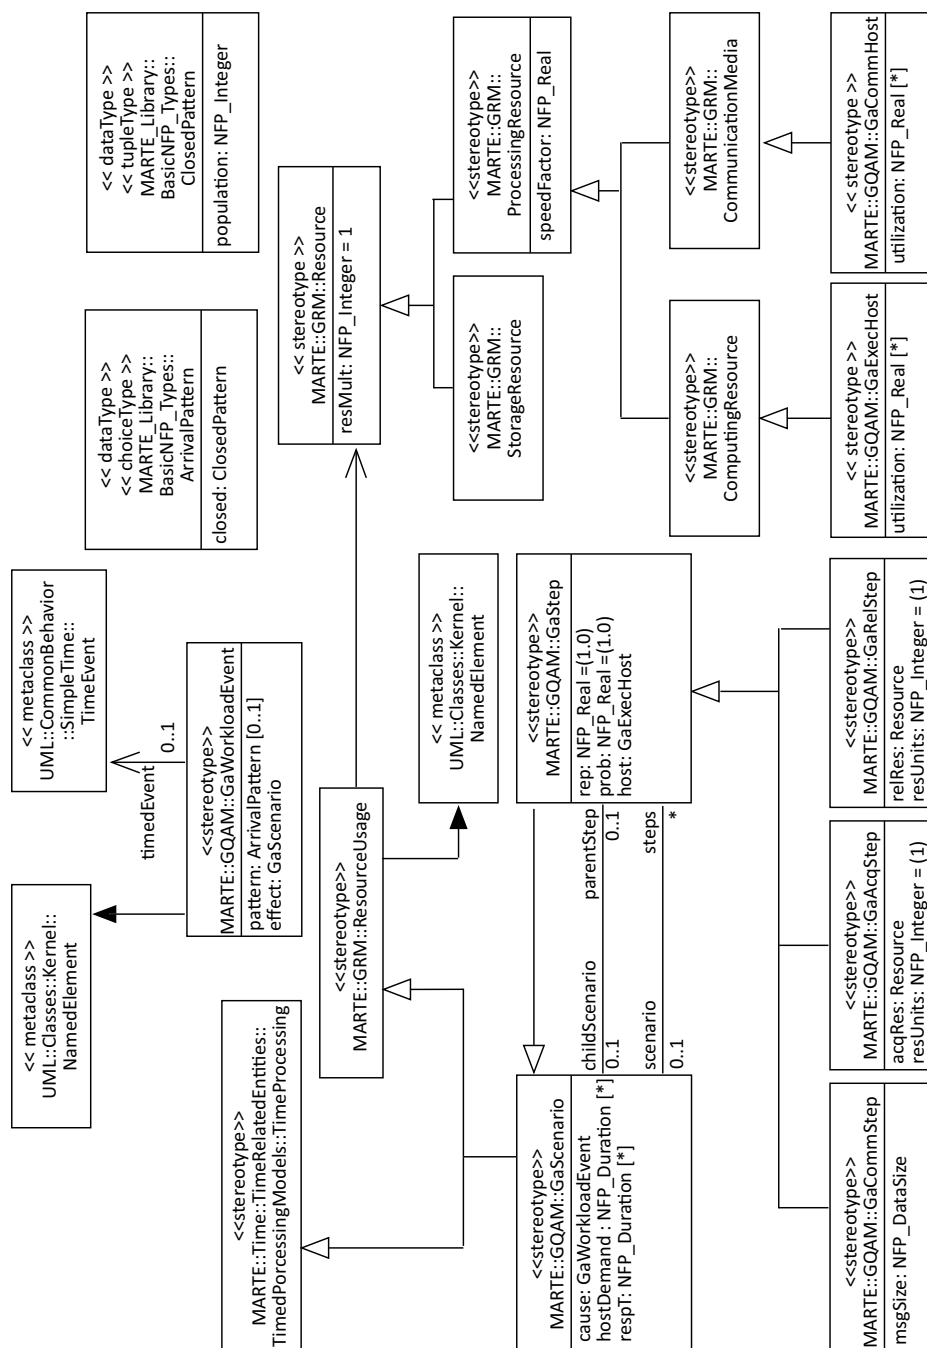 << metaclass >>
UML::Classes::Kernel::
NamedElement
<< metaclass >>
UML::CommonBehavior
::SimpleTime::
TimeEvent
<< dataType >>
<< choiceType >>
MARTE_Library::
BasicNFP_Types::
ArrivalPattern
closed: ClosedPattern
<< dataType >>
<< tupleType >>
MARTE_Library::
BasicNFP_Types::
ClosedPattern
population: NFP_Integer
timedEvent
0..1
<<stereotype>>
MARTE::GQAM::GaWorkloadEvent
pattern: ArrivalPattern [0..1]
effect: GaScenario
<<stereotype>>
MARTE::Time::TimeRelatedEntities::
TimedPorcessingModels::TimeProcessing
<<stereotype>>
MARTE::GRM::ResourceUsage
<< stereotype >>
MARTE::GRM::Resource
resMult: NFP_Integer = 1
<< metaclass >>
UML::Classes::Kernel::
NamedElement
<<stereotype>>
MARTE::GRM::
StorageResource
<<stereotype>>
MARTE::GRM::
ProcessingResource
speedFactor: NFP_Real
<<stereotype>>
MARTE::GQAM::GaScenario
cause: GaWorkloadEvent
hostDemand : NFP_Duration [*]
respT: NFP_Duration [*]
childScenario
0..1
parentStep
0..1
scenario
0..1
steps
*
<<stereotype>>
MARTE::GQAM::GaStep
rep: NFP_Real =(1.0)
prob: NFP_Real =(1.0)
host: GaExecHost
<<stereotype>>
MARTE::GRM::
ComputingResource
<<stereotype>>
MARTE::GRM::
CommunicationMedia
<<stereotype>>
MARTE::GQAM::GaCommStep
msgSize: NFP_DataSize
<<stereotype>>
MARTE::GQAM::GaAcqStep
acqRes: Resource
resUnits: NFP_Integer = (1)
<<stereotype>>
MARTE::GQAM::GaRelStep
relRes: Resource
resUnits: NFP_Integer = (1)
<< stereotype >>
MARTE::GQAM::GaExecHost
utilization: NFP_Real [*]
<< stereotype >>
MARTE::GQAM::GaCommHost
utilization: NFP_Real [*]